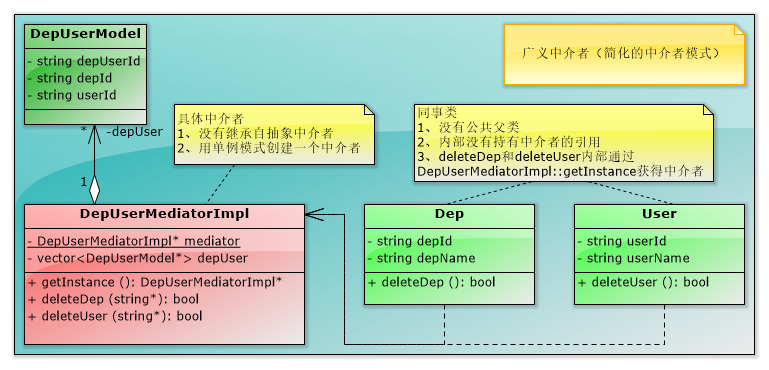 DepUserModel
- string depUserId
- string depId
- string userId
广义中介者（简化的中介者模式）
* -depUser
具体中介者
1、没有继承自抽象中介者
2、用单例模式创建一个中介者
同事类
1、没有公共父类
2、内部没有持有中介者的引用
3、deleteDep和deleteUser内部通过
DepUserMediatorImpl::getInstance获得中介者
1
DepUserMediatorImpl
- DepUserMediatorImpl* mediator
- vector<DepUserModel*> depUser
+ getInstance (): DepUserMediatorImpl*
+ deleteDep (string*): bool
+ deleteUser (string*): bool
Dep
- string depId
- string depName
+ deleteDep (): bool
User
- string userId
- string userName
+ deleteUser (): bool